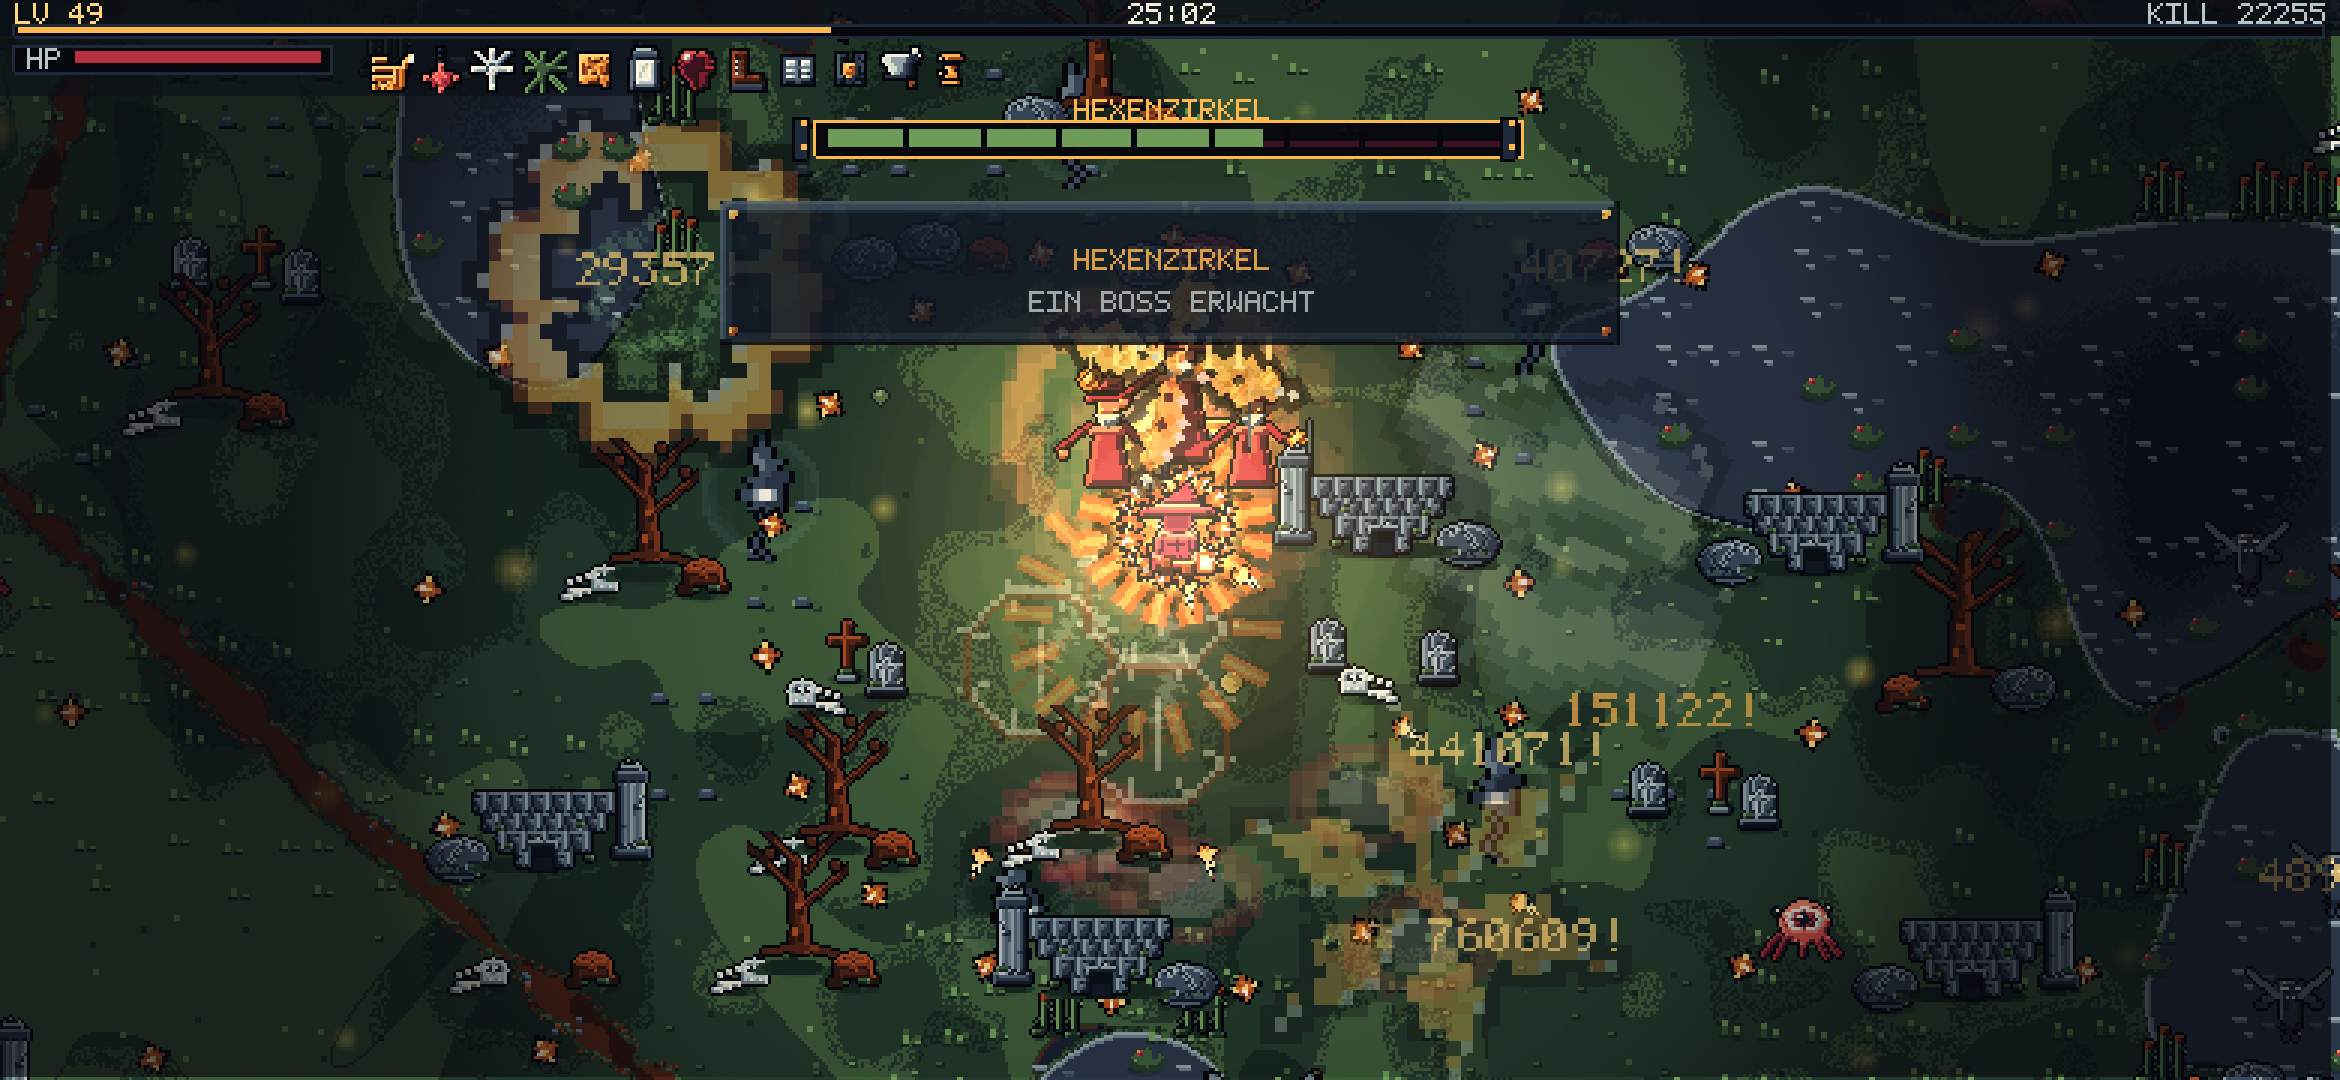 LV 49
25:02
KILL 22255
HP
HEXENZIRKEL
HEXENZIRKEL
EIN BOSS ERWACHT
29357
151122!
441071!
760609!